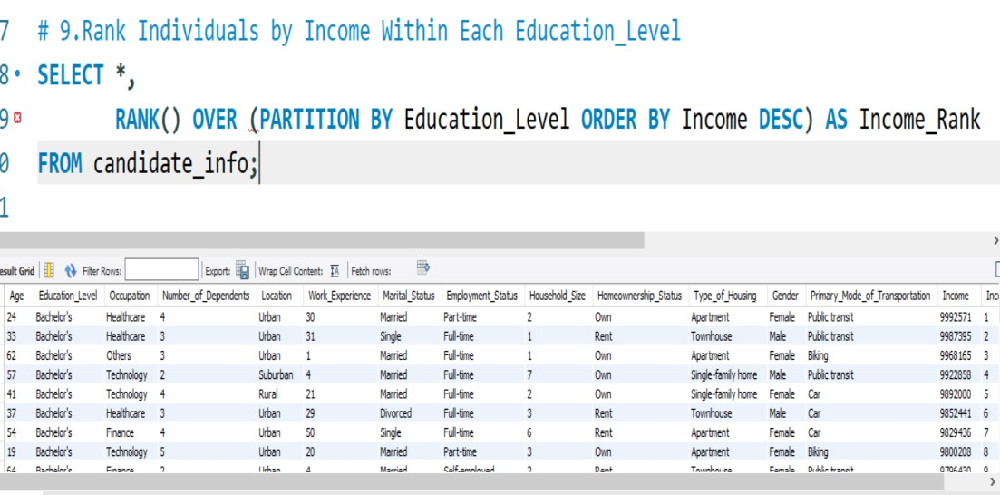 7 # 9.Rank Individuals by Income Within Each Education_Level
8 SELECT *,
9 RANK() OVER (PARTITION BY Education_Level ORDER BY Income DESC) AS Income_Rank
0 FROM candidate_info;
1
esult Grid Filter Rows: Export: Wrap Cell Content: Fetch rows:
Age Education_Level Occupation Number_of_Dependents Location Work_Experience Marital_Status Employment_Status Household_Size Homeownership_Status Type_of_Housing Gender Primary_Mode_of_Transportation Income Inc
24 Bachelor's Healthcare 4 Urban 30 Married Part-time 2 Own Apartment Female Public transit 9992571 1
33 Bachelor's Healthcare 3 Urban 31 Single Full-time 1 Rent Townhouse Male Public transit 9987395 2
62 Bachelor's Others 3 Urban 1 Married Full-time 1 Own Apartment Female Biking 9968165 3
57 Bachelor's Technology 2 Suburban 4 Married Full-time 7 Own Single-family home Male Public transit 9922858 4
41 Bachelor's Technology 4 Rural 21 Married Full-time 2 Own Single-family home Female Car 9892000 5
37 Bachelor's Healthcare 3 Urban 29 Divorced Full-time 3 Rent Townhouse Male Car 9852441 6
54 Bachelor's Finance 4 Urban 50 Single Full-time 6 Rent Apartment Female Car 9829436 7
19 Bachelor's Technology 5 Urban 20 Married Part-time 3 Own Apartment Female Biking 9800208 8
64 Bachelor's Finance 2 Urban 4 Married Self-employed 2 Rent Townhouse Female Public transit 9796430 9